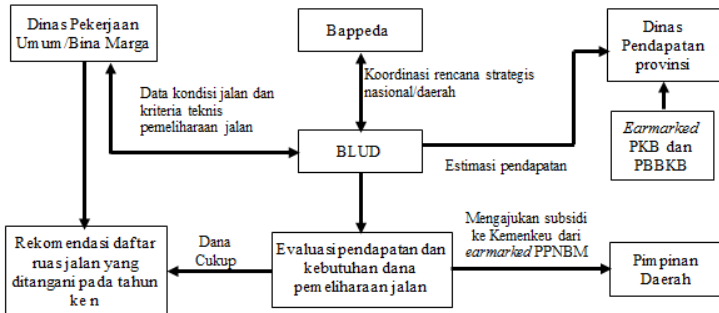 Dinas Pekerjaan
Umum/Bina Marga
Bappeda
Dinas
Pendapatan
provinsi
Data kondisi jalan dan
kriteria teknis
pemeliharaan jalan
Koordinasi rencana strategis
nasional/daerah
Earmarked
PKB dan
PBBKB
BLUD
Estimasi pendapatan
Rekomendasi daftar
ruas jalan yang
ditangani pada tahun
ke n
Dana
Cukup
Evaluasi pendapatan dan
kebutuhan dana
pemeliharaan jalan
Mengajukan subsidi
ke Kemenkeu dari
earmarked PPNBM
Pimpinan
Daerah